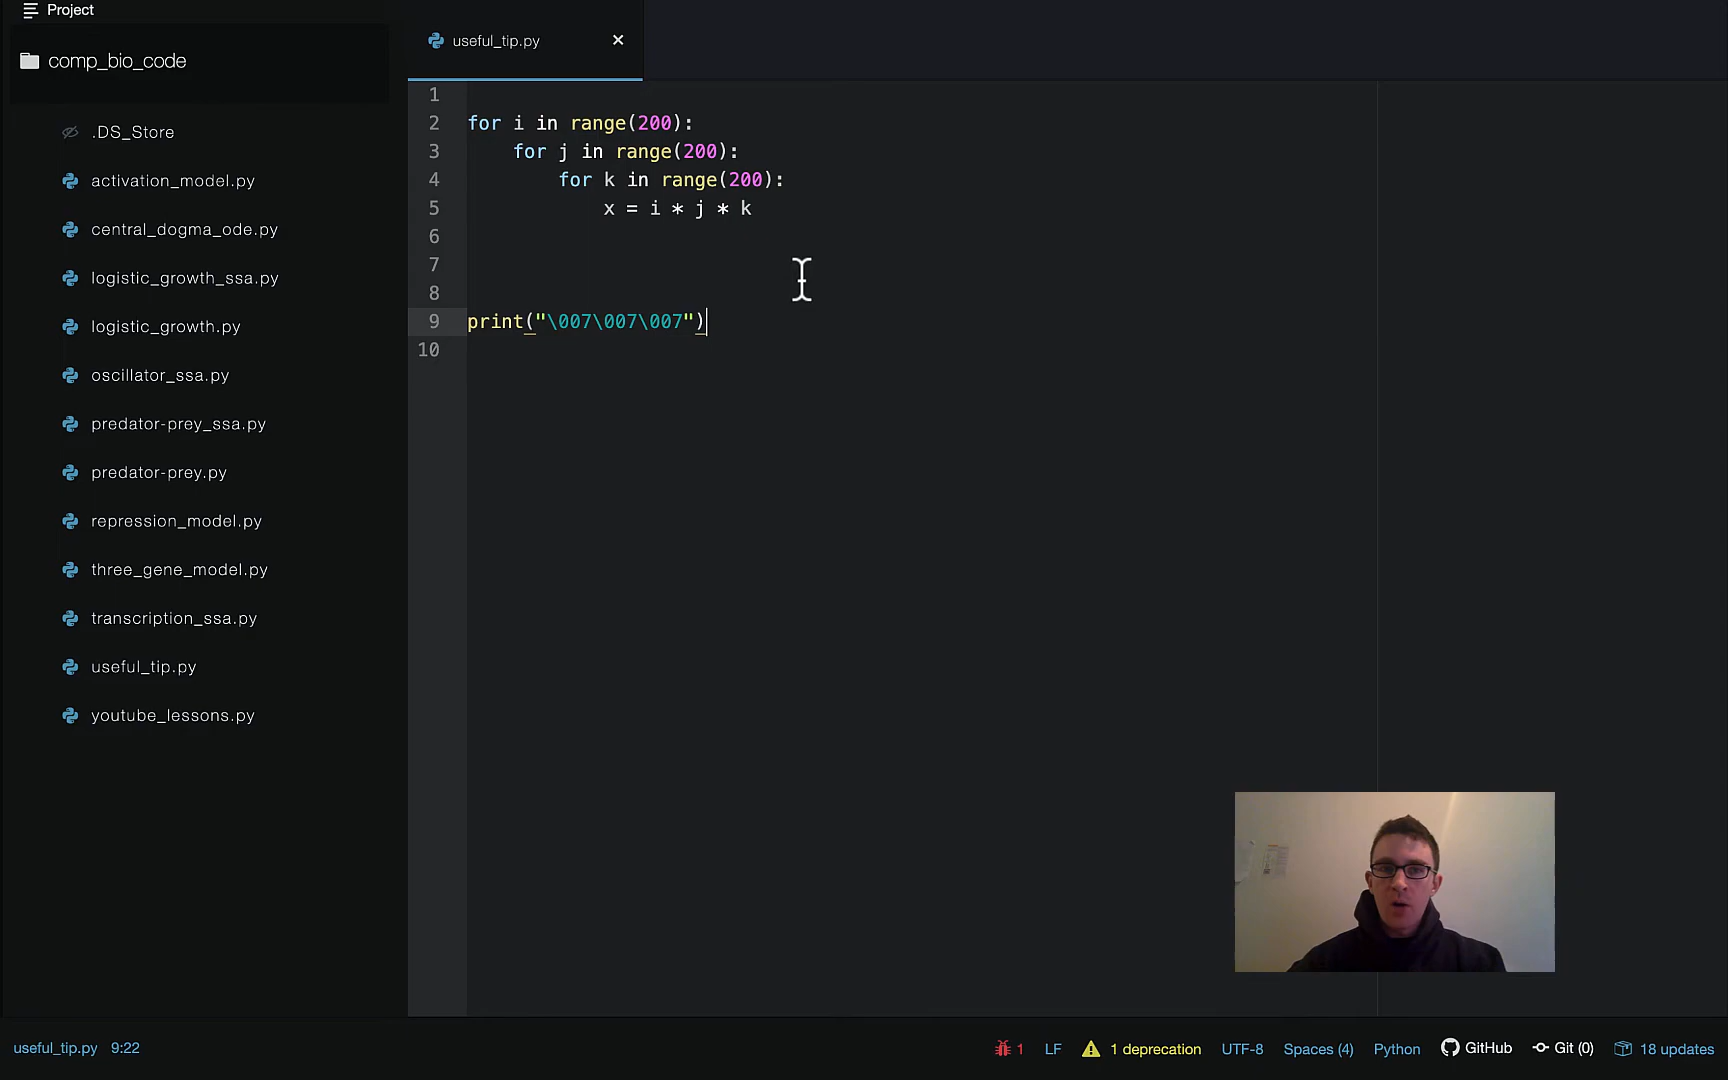 Project
comp_bio_code
.DS_Store
activation_model.py
central_dogma_ode.py
logistic_growth_ssa.py
logistic_growth.py
oscillator_ssa.py
predator-prey_ssa.py
predator-prey.py
repression_model.py
three_gene_model.py
transcription_ssa.py
useful_tip.py
youtube_lessons.py
useful_tip.py
1
2 for i in range(200):
3     for j in range(200):
4         for k in range(200):
5             x = i * j * k
6
7
8
9 print("\007\007\007")
10
useful_tip.py 9:22
1 LF 1 deprecation UTF-8 Spaces (4) Python GitHub Git (0) 18 updates